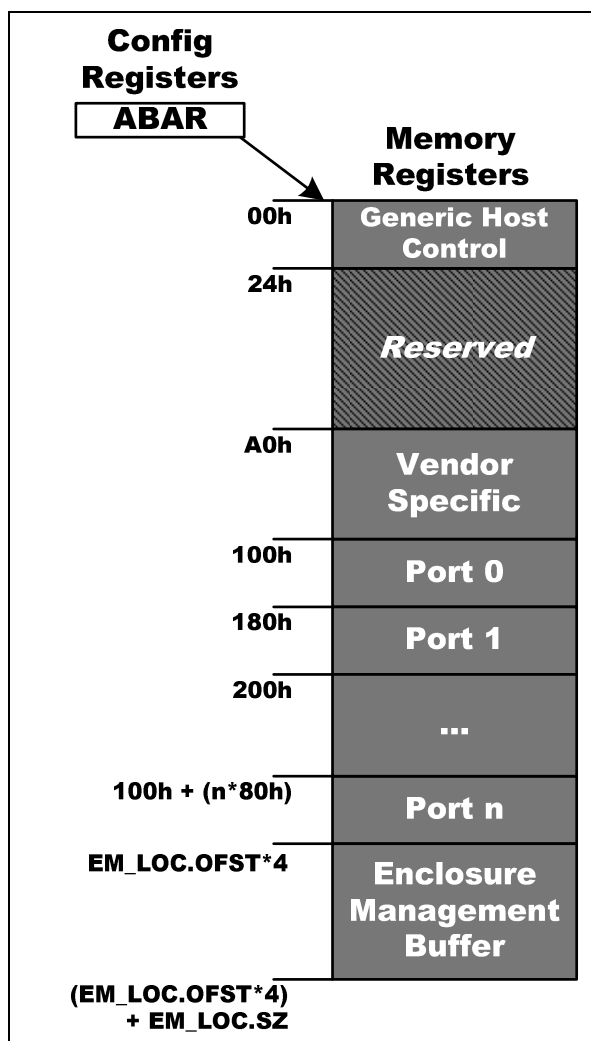 Config
Registers
ABAR
Memory
Registers
00h
Generic Host
Control
24h
Reserved
A0h
Vendor
Specific
100h
Port 0
180h
Port 1
200h
...
100h + (n*80h)
Port n
EM_LOC.OFST*4
Enclosure
Management
Buffer
(EM_LOC.OFST*4)
+ EM_LOC.SZ